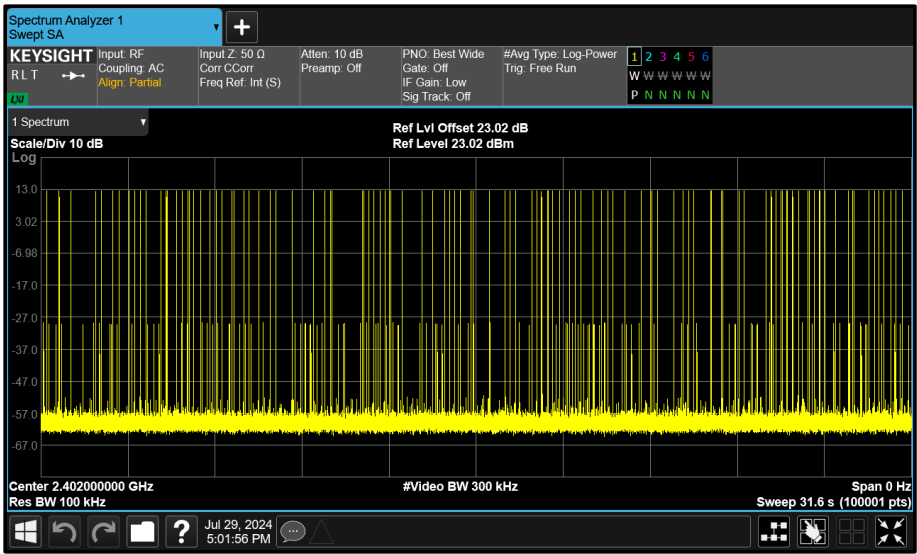 Spectrum Analyzer 1
Swept SA
+
KEYSIGHT
R L T
LXI
Input: RF
Coupling: AC
Align: Partial
Input Z: 50 Ω
Corr CCorr
Freq Ref: Int (S)
Atten: 10 dB
Preamp: Off
PNO: Best Wide
Gate: Off
IF Gain: Low
Sig Track: Off
#Avg Type: Log-Power
Trig: Free Run
1 2 3 4 5 6
W W W W W W
P N N N N N
1 Spectrum
Scale/Div 10 dB
Ref Lvl Offset 23.02 dB
Ref Level 23.02 dBm
Log
13.0
3.02
-6.98
-17.0
-27.0
-37.0
-47.0
-57.0
-67.0
Center 2.402000000 GHz
#Video BW 300 kHz
Span 0 Hz
Res BW 100 kHz
Sweep 31.6 s (100001 pts)
?
Jul 29, 2024
5:01:56 PM